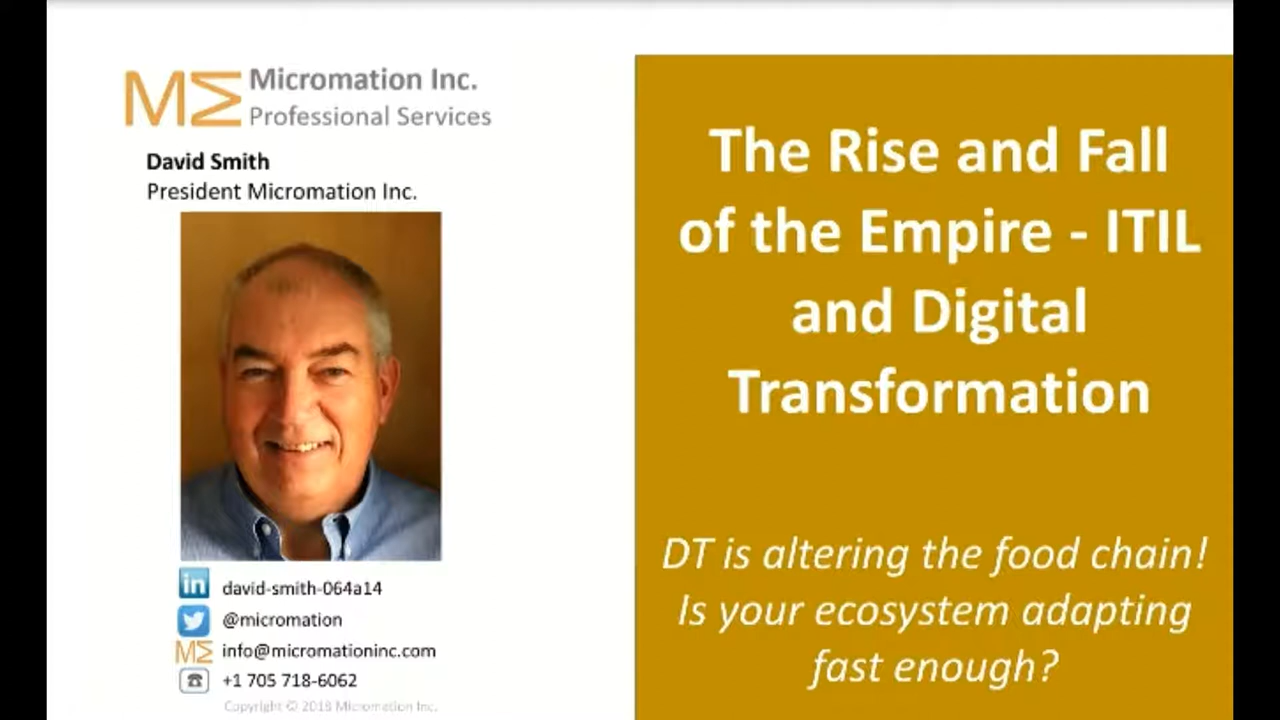 Micromation Inc.
Professional Services
David Smith
President Micromation Inc.
david-smith-064a14
@micromation
info@micromationinc.com
+1 705 718-6062
Copyright © 2018 Micromation Inc.
The Rise and Fall
of the Empire - ITIL
and Digital
Transformation
DT is altering the food chain!
Is your ecosystem adapting
fast enough?